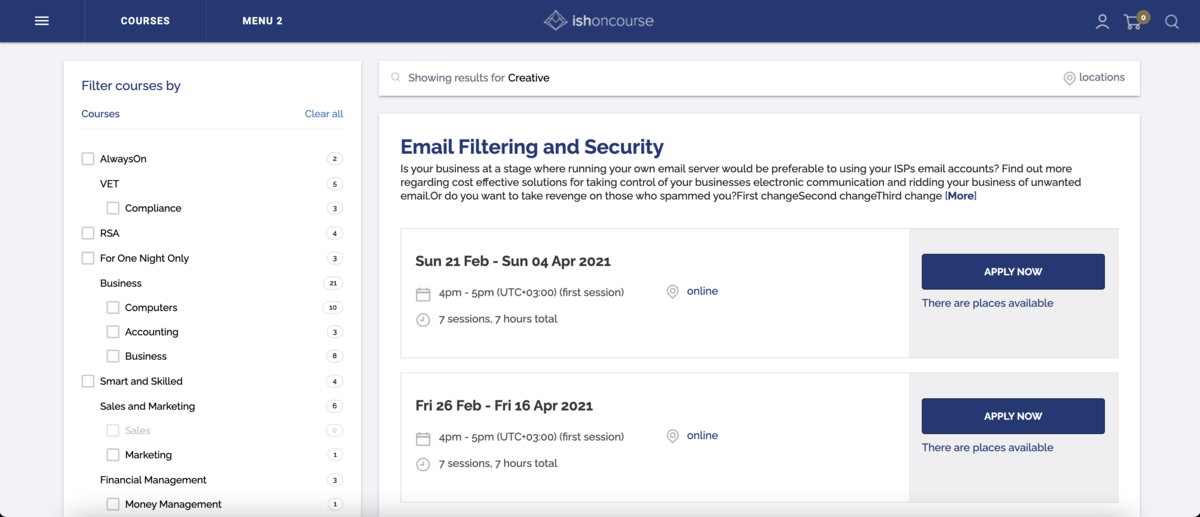 COURSES
MENU 2
ishoncourse
0
Filter courses by
Courses
Clear all
AlwaysOn 2
VET 5
Compliance 3
RSA 4
For One Night Only 3
Business 21
Computers 10
Accounting 3
Business 8
Smart and Skilled 4
Sales and Marketing 6
Sales 0
Marketing 1
Financial Management 3
Money Management 1
Showing results for Creative
locations
Email Filtering and Security
Is your business at a stage where running your own email server would be preferable to using your ISPs email accounts? Find out more
regarding cost effective solutions for taking control of your businesses electronic communication and ridding your business of unwanted
email.Or do you want to take revenge on those who spammed you?First changeSecond changeThird change [More]
Sun 21 Feb - Sun 04 Apr 2021
4pm - 5pm (UTC+03:00) (first session)
online
7 sessions, 7 hours total
APPLY NOW
There are places available
Fri 26 Feb - Fri 16 Apr 2021
4pm - 5pm (UTC+03:00) (first session)
online
7 sessions, 7 hours total
APPLY NOW
There are places available